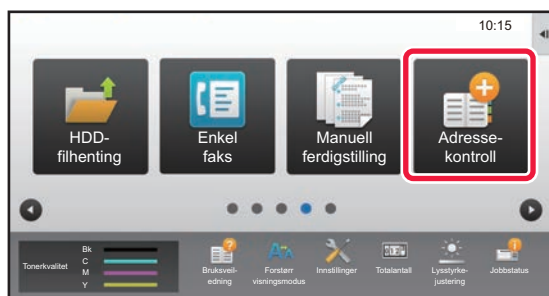 10:15
HDD-
filhenting
Enkel
faks
Manuell
ferdigstilling
Adresse-
kontroll
Tonerkvalitet
Bk
C
M
Y
Bruksveil-
edning
Forstørr
visningsmodus
Innstillinger
Totalantall
Lysstyrke-
justering
Jobbstatus